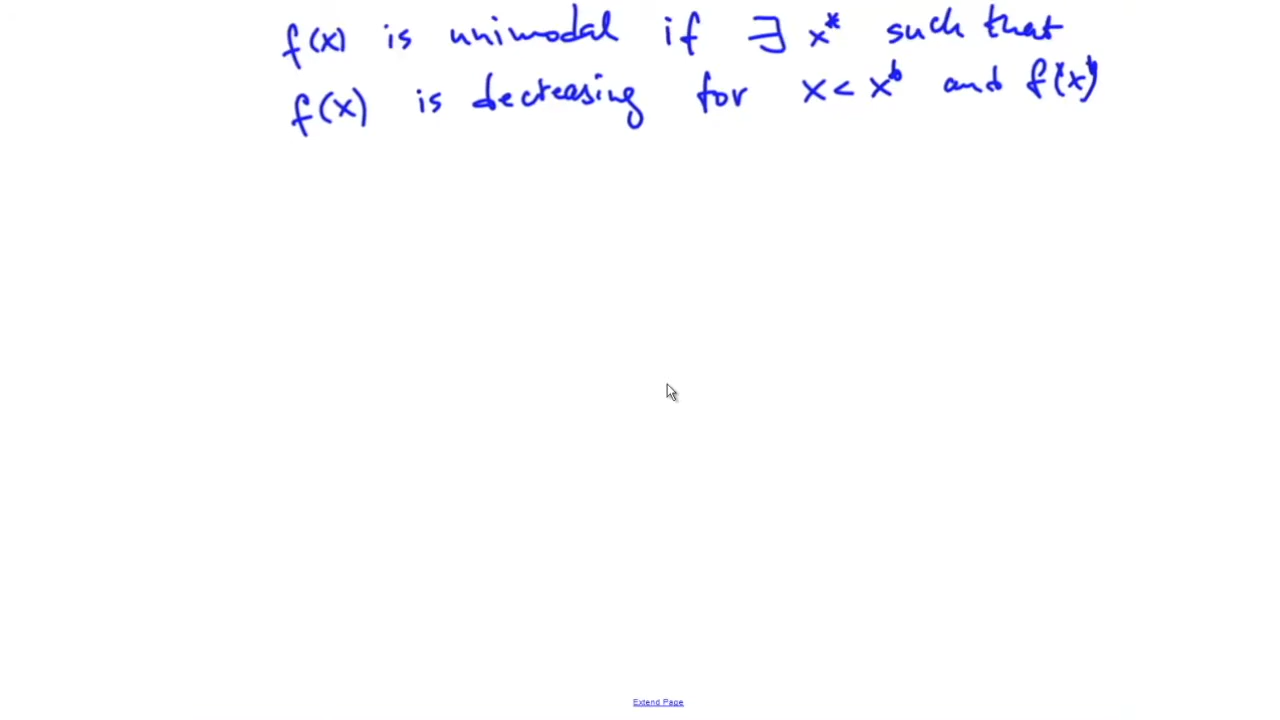 f(x) is unimodal if ∃ x* such that
f(x) is decreasing for x < x^b and f(x)
Extend Page